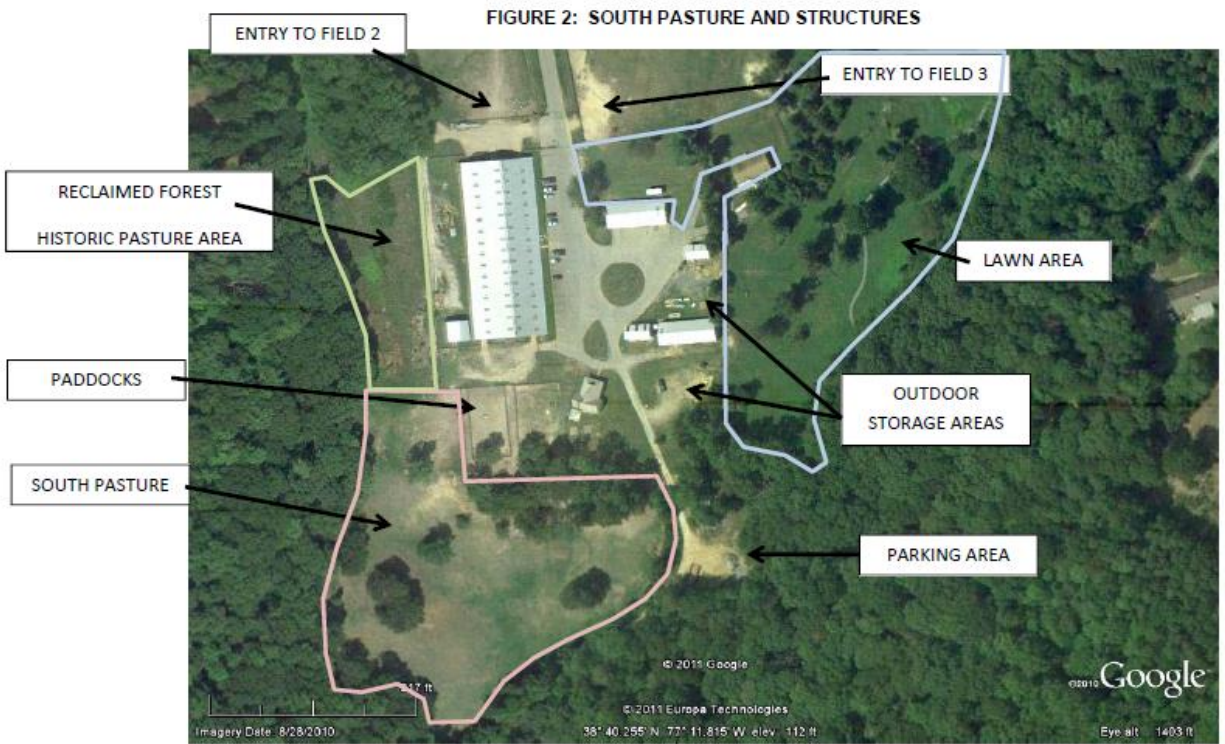 FIGURE 2: SOUTH PASTURE AND STRUCTURES
ENTRY TO FIELD 2
ENTRY TO FIELD 3
RECLAIMED FOREST
HISTORIC PASTURE AREA
LAWN AREA
PADDOCKS
OUTDOOR
STORAGE AREAS
SOUTH PASTURE
PARKING AREA
© 2011 Google
©2010 Google
217 ft
© 2011 Europa Technologies
Imagery Date: 8/28/2010
38°40.255' N 77°11.815' W elev 112 ft
Eye alt 1403 ft